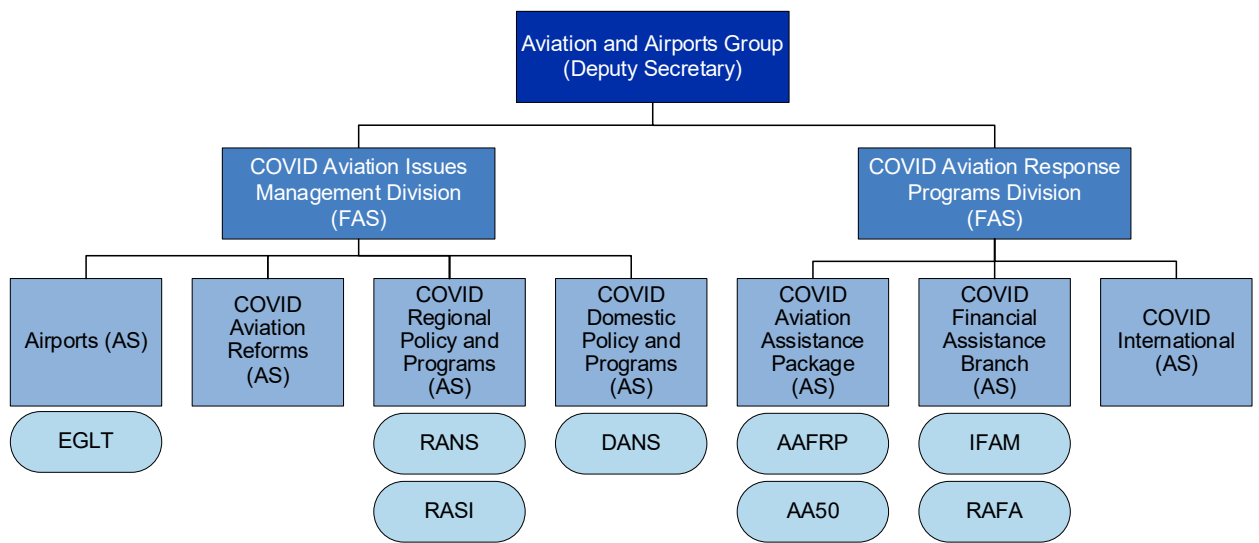 Aviation and Airports Group
(Deputy Secretary)
COVID Aviation Issues
Management Division
(FAS)
COVID Aviation Response
Programs Division
(FAS)
Airports (AS)
COVID
Aviation
Reforms
(AS)
COVID
Regional
Policy and
Programs
(AS)
COVID
Domestic
Policy and
Programs
(AS)
COVID
Aviation
Assistance
Package
(AS)
COVID
Financial
Assistance
Branch
(AS)
COVID
International
(AS)
EGLT
RANS
DANS
AAFRP
IFAM
RASI
AA50
RAFA